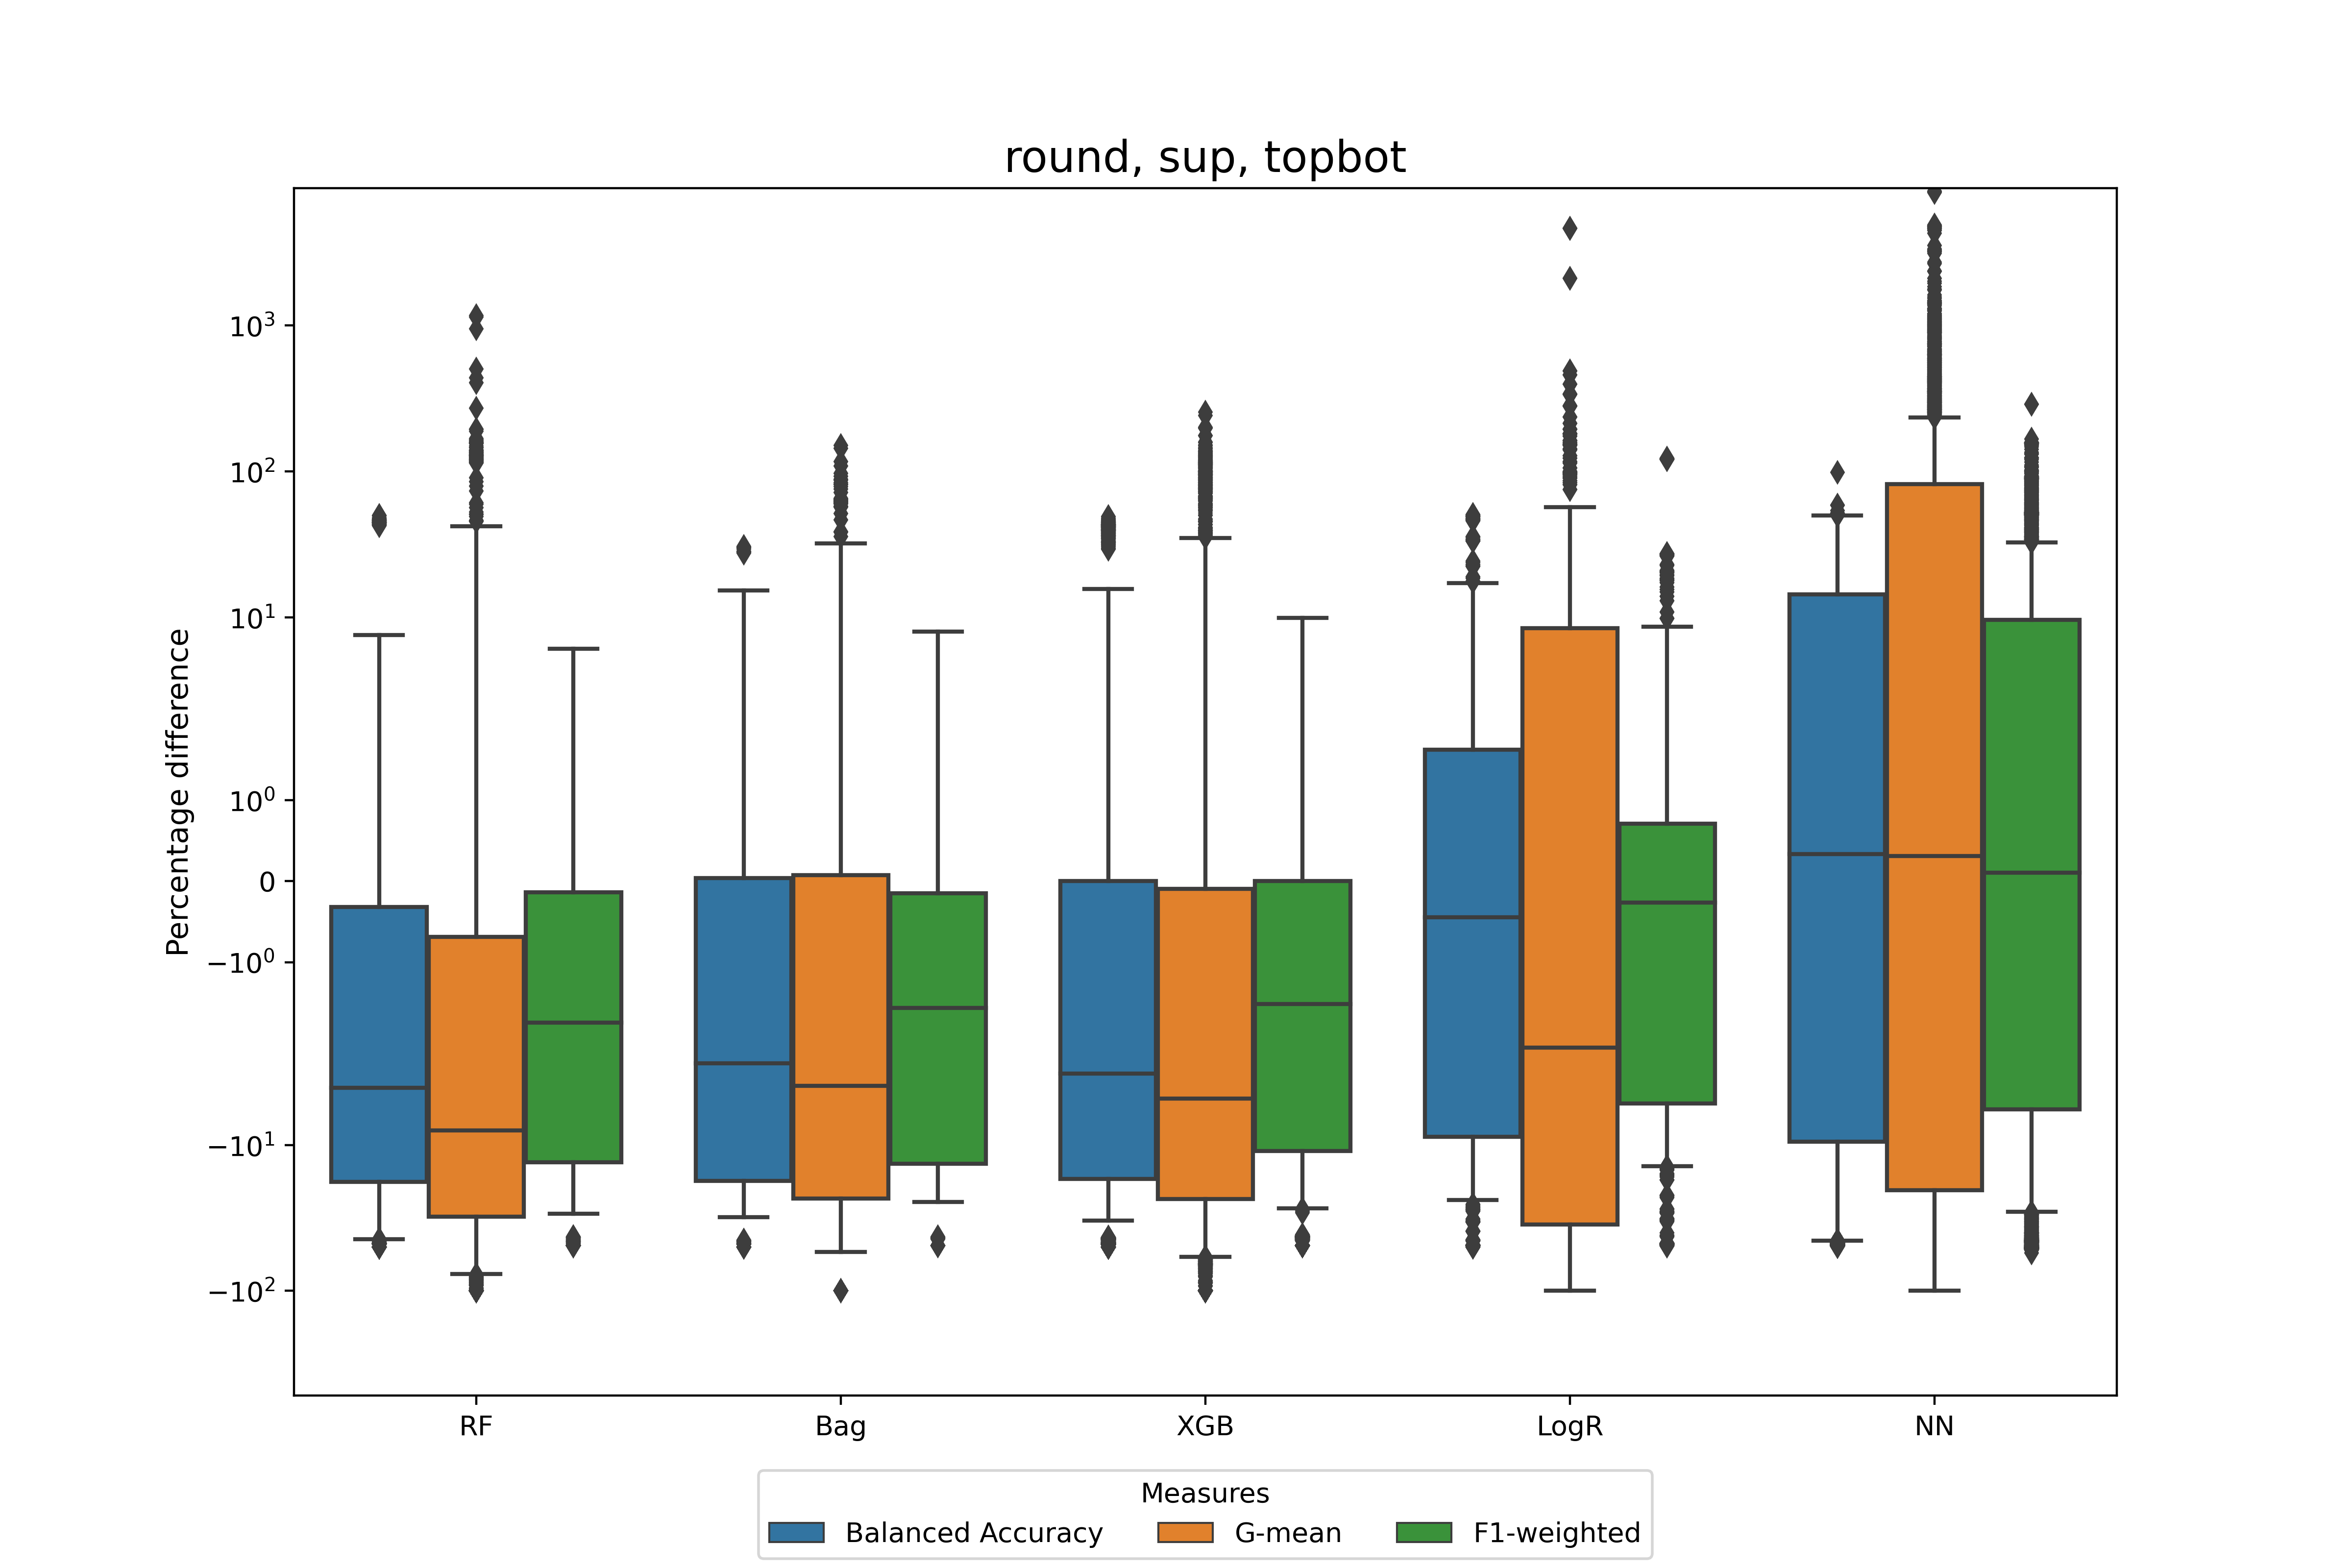 round, sup, topbot
Percentage difference
10³
10²
10¹
10⁰
0
−10⁰
−10¹
−10²
RF Bag XGB LogR NN
Measures
Balanced Accuracy G-mean F1-weighted